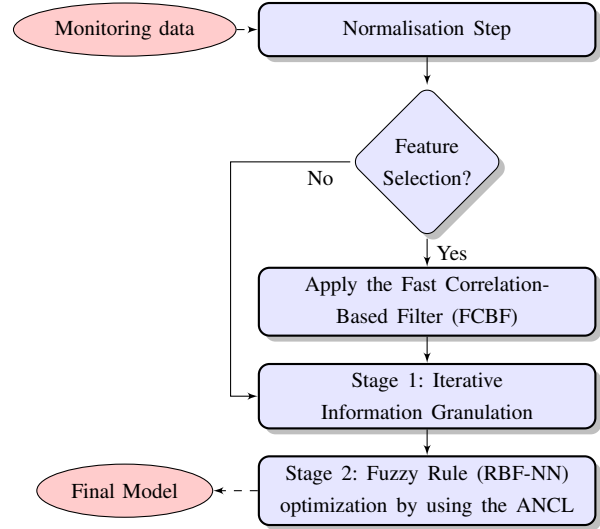 Monitoring data
Normalisation Step
Feature
Selection?
No
Yes
Apply the Fast Correlation-
Based Filter (FCBF)
Stage 1: Iterative
Information Granulation
Stage 2: Fuzzy Rule (RBF-NN)
optimization by using the ANCL
Final Model